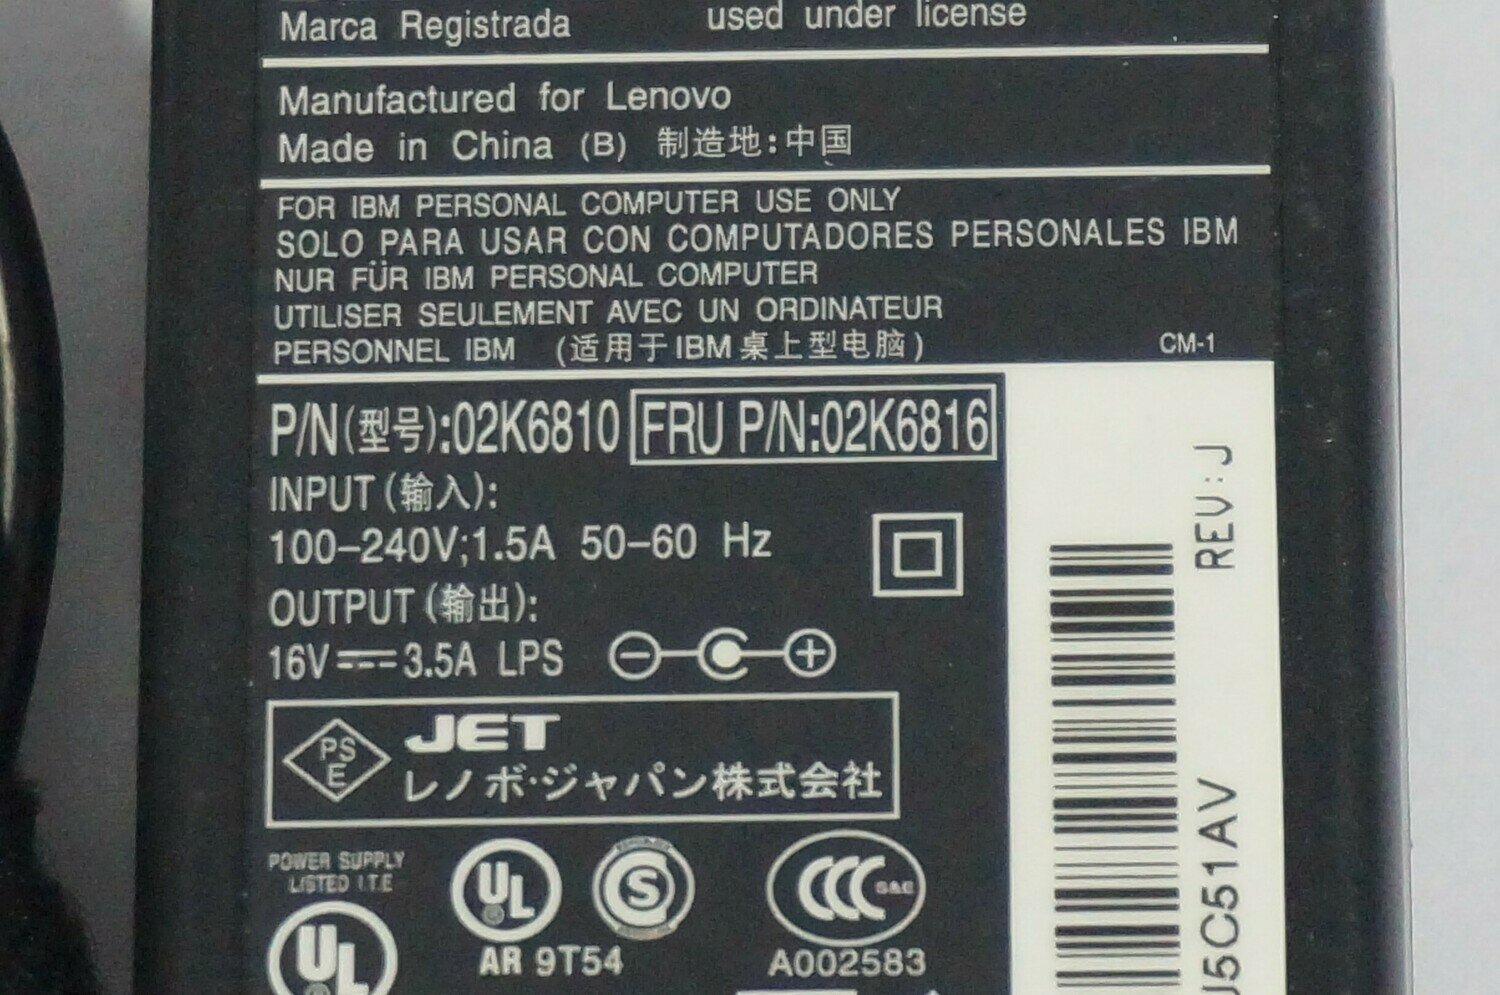 Marca Registrada
used under license
Manufactured for Lenovo
Made in China (B) 制造地:中国
FOR IBM PERSONAL COMPUTER USE ONLY
SOLO PARA USAR CON COMPUTADORES PERSONALES IBM
NUR FÜR IBM PERSONAL COMPUTER
UTILISER SEULEMENT AVEC UN ORDINATEUR
PERSONNEL IBM (适用于IBM桌上型电脑)
CM-1
P/N(型号):02K6810 FRU P/N:02K6816
INPUT(输入):
100-240V;1.5A 50-60 Hz
OUTPUT(输出):
16V⎓3.5A LPS
PS
E
JET
レノボ・ジャパン株式会社
POWER SUPPLY
LISTED I.T.E
UL
UL
S
CCC S&E
AR 9T54
A002583
REV:J
J5C51AV